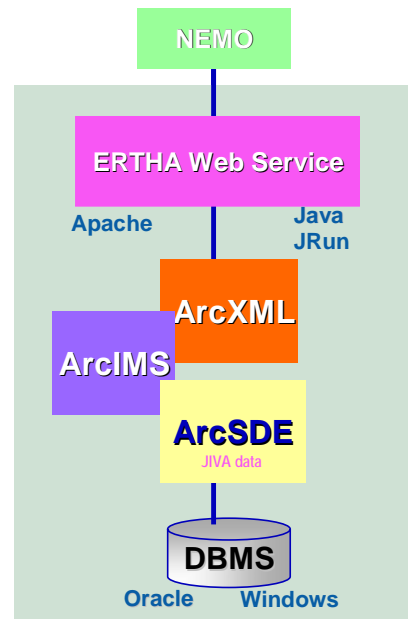 NEMO
ERTHA Web Service
Apache
Java
JRun
ArcXML
ArcIMS
ArcSDE
JIVA data
DBMS
Oracle
Windows